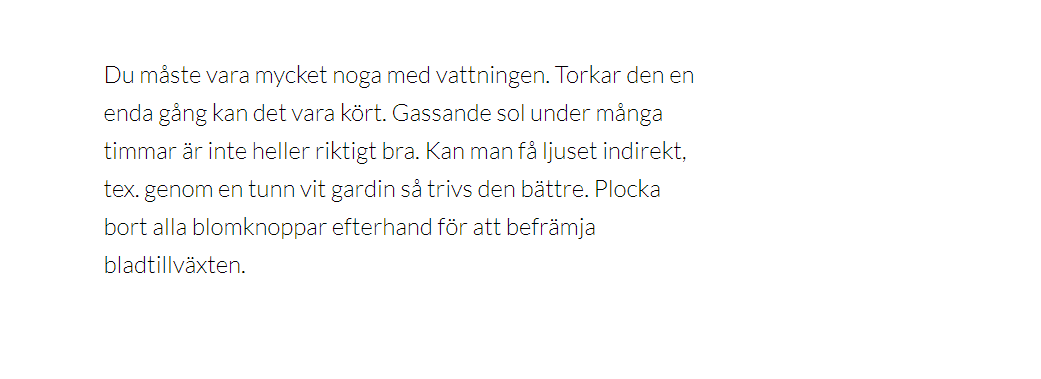 Du måste vara mycket noga med vattningen. Torkar den en
enda gång kan det vara kört. Gassande sol under många
timmar är inte heller riktigt bra. Kan man få ljuset indirekt,
tex. genom en tunn vit gardin så trivs den bättre. Plocka
bort alla blomknoppar efterhand för att befrämja
bladtillväxten.